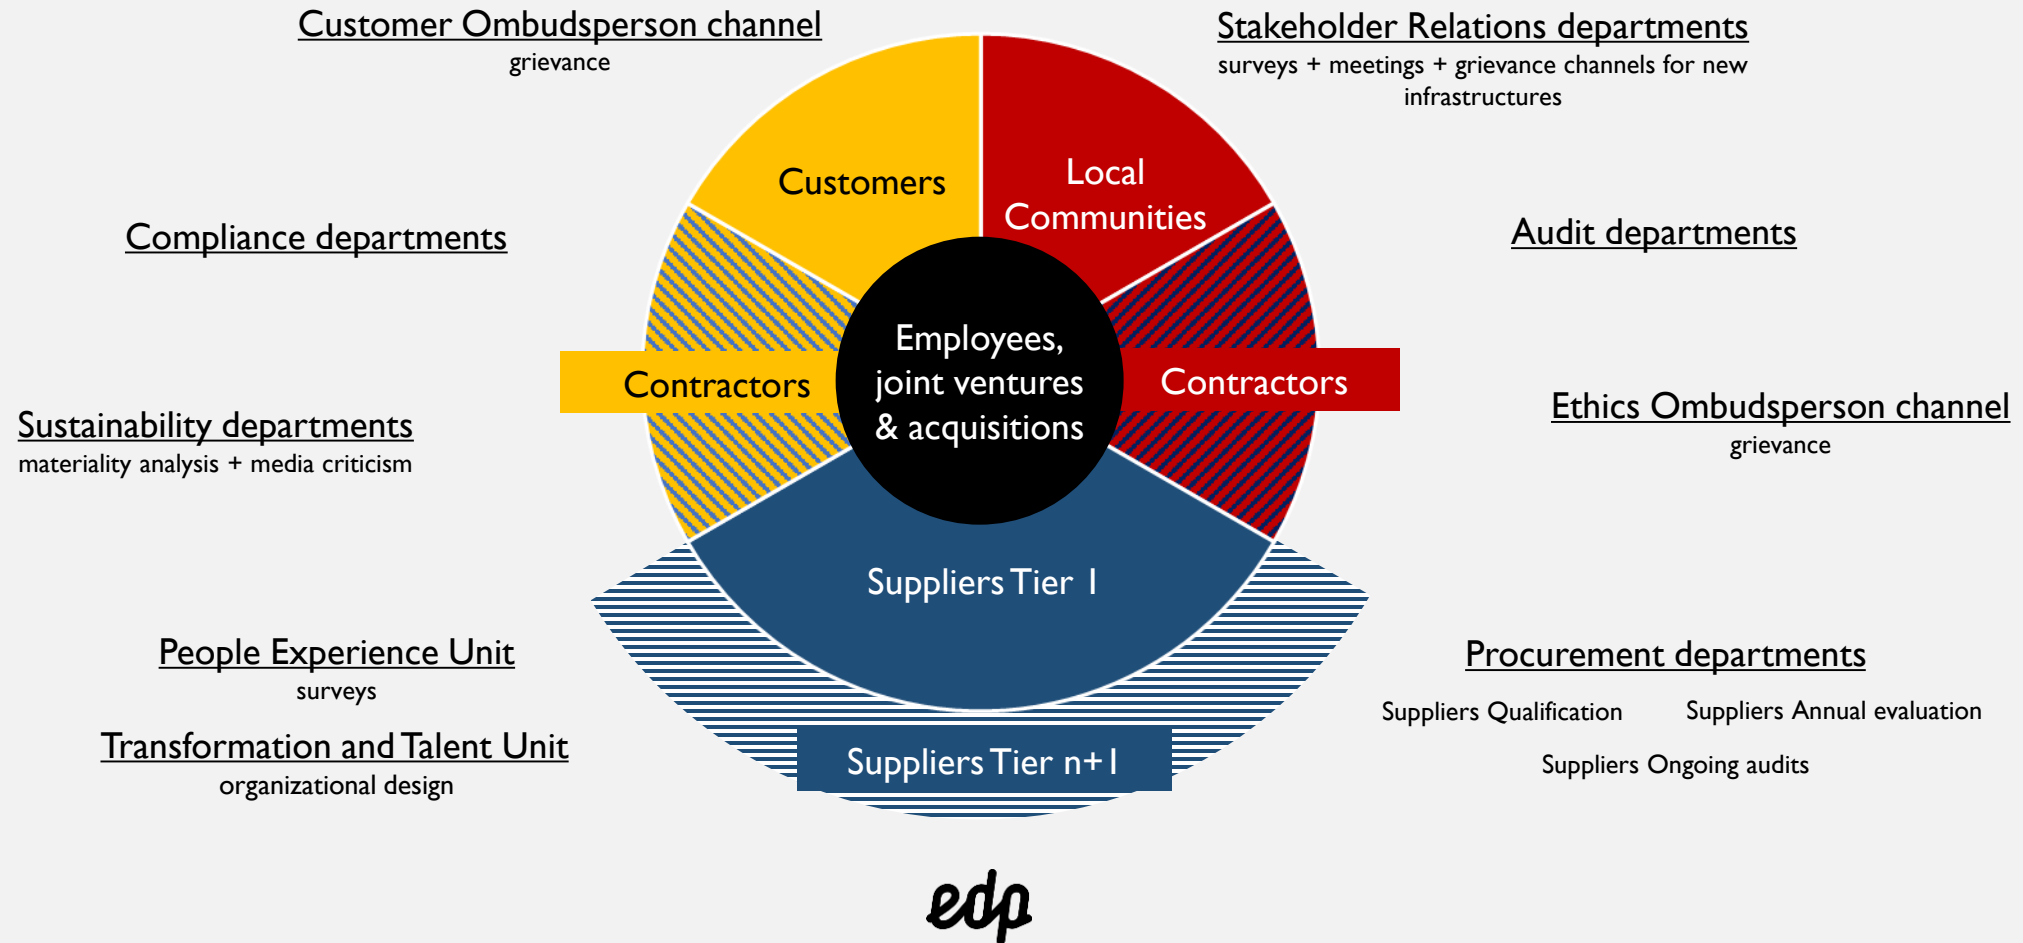 Customer Ombudsperson channel
grievance
Stakeholder Relations departments
surveys + meetings + grievance channels for new
infrastructures
Customers
Local
Communities
Compliance departments
Audit departments
Employees,
joint ventures
& acquisitions
Contractors
Contractors
Sustainability departments
materiality analysis + media criticism
Ethics Ombudsperson channel
grievance
Suppliers Tier 1
People Experience Unit
surveys
Transformation and Talent Unit
organizational design
Procurement departments
Suppliers Qualification
Suppliers Annual evaluation
Suppliers Ongoing audits
Suppliers Tier n+1
edp